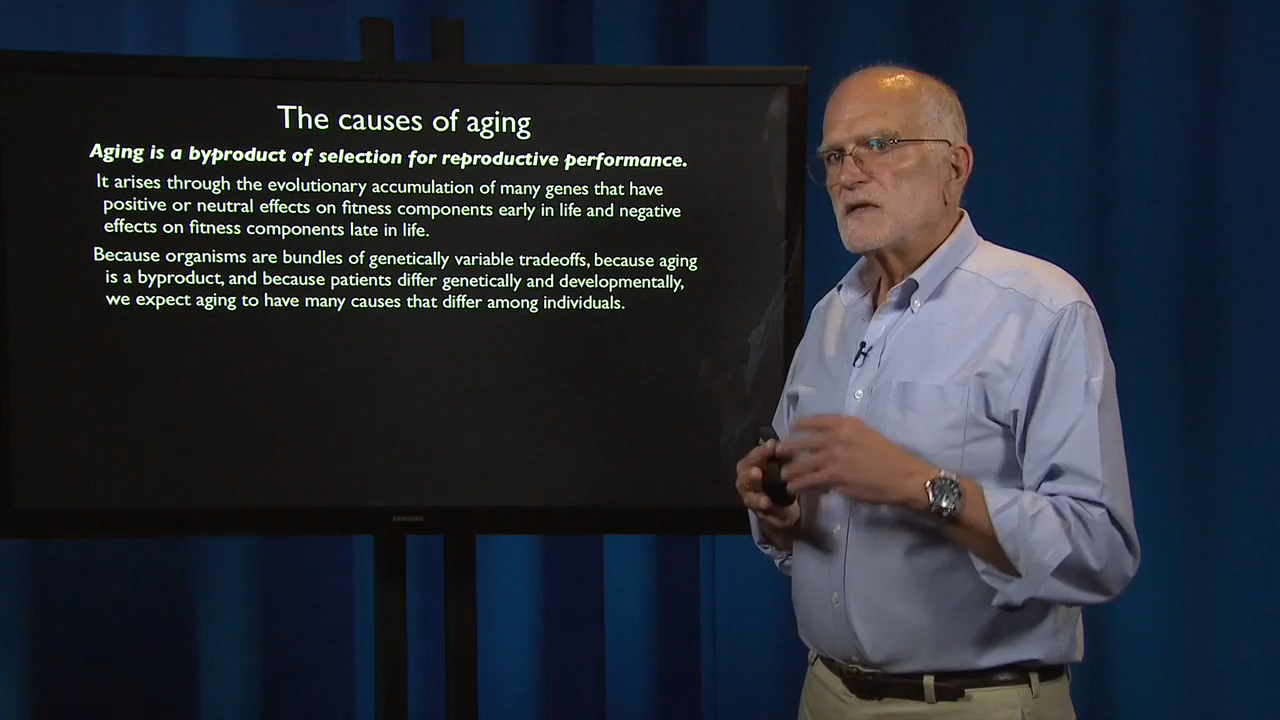 The causes of aging
Aging is a byproduct of selection for reproductive performance.
It arises through the evolutionary accumulation of many genes that have
positive or neutral effects on fitness components early in life and negative
effects on fitness components late in life.
Because organisms are bundles of genetically variable tradeoffs, because aging
is a byproduct, and because patients differ genetically and developmentally,
we expect aging to have many causes that differ among individuals.
SAMSUNG